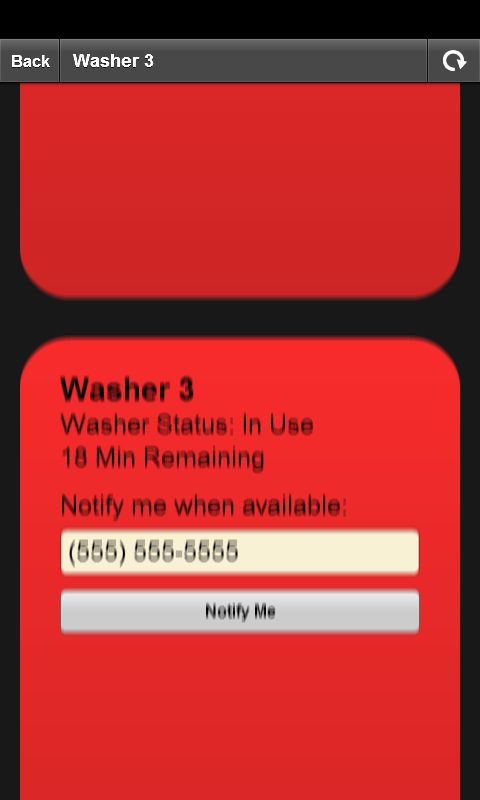 Back
Washer 3
Washer 3
Washer Status: In Use
18 Min Remaining
Notify me when available:
(555) 555-5555
Notify Me